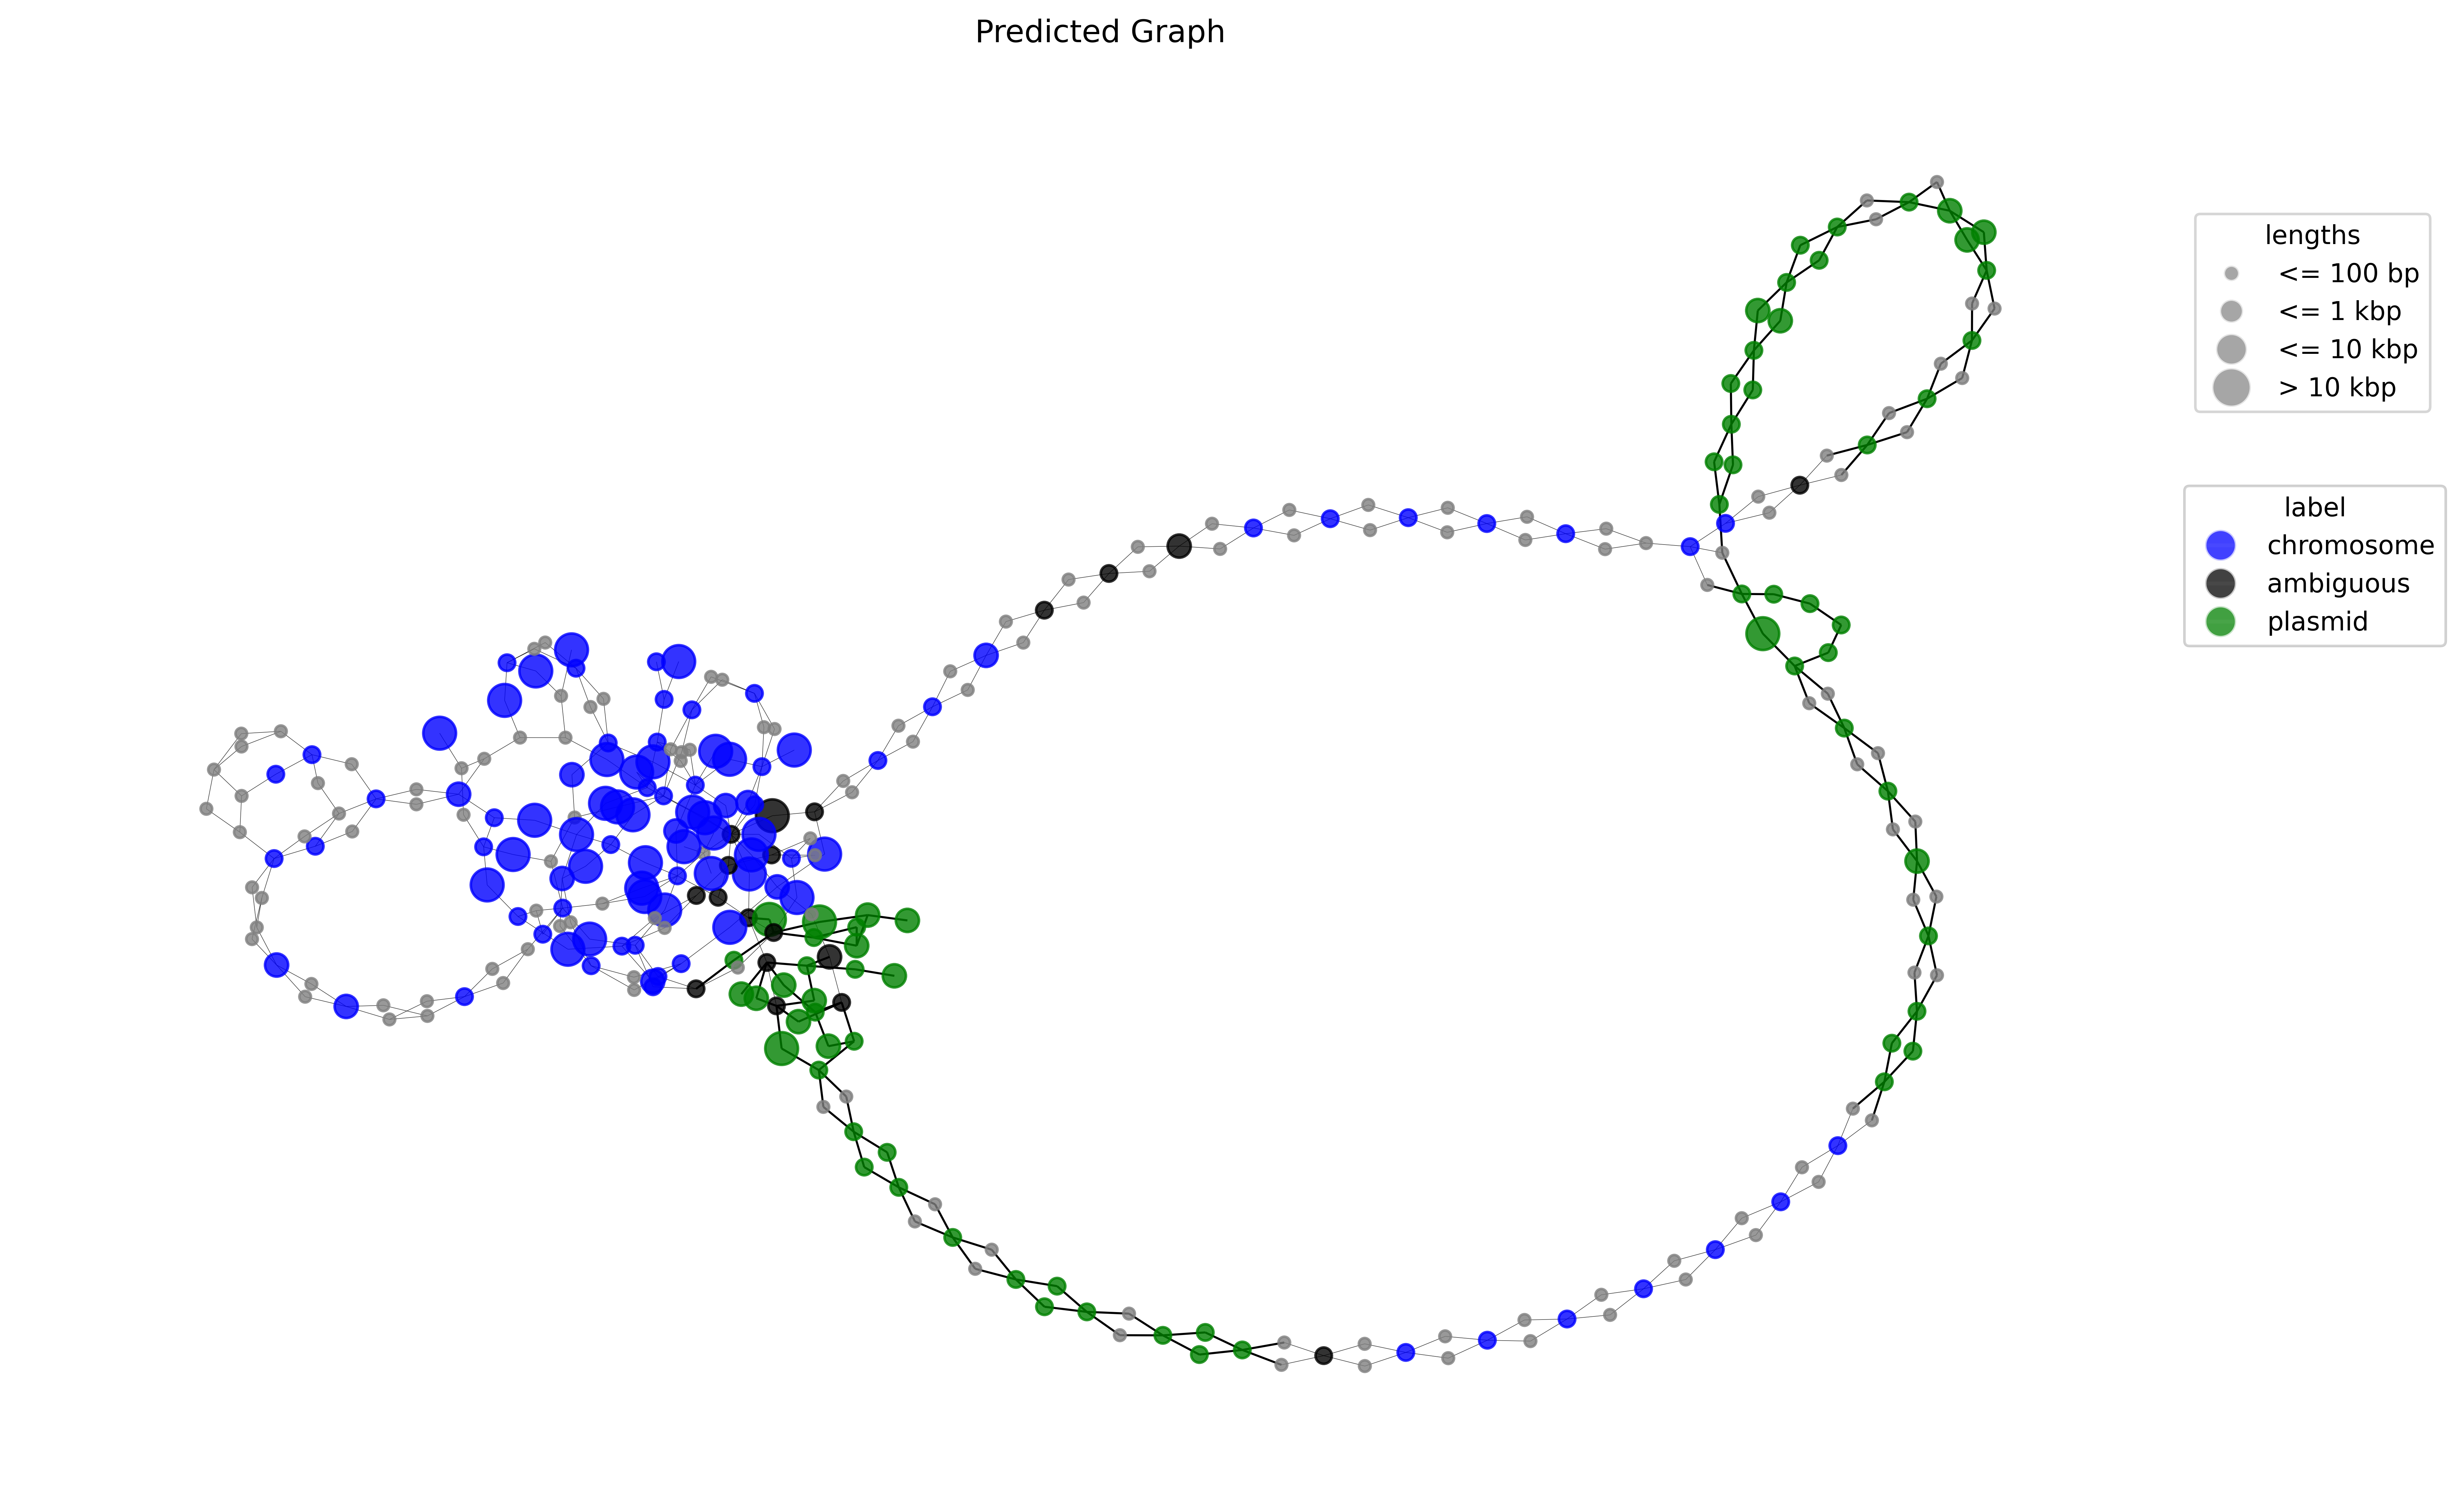 Predicted Graph
lengths
<= 100 bp
<= 1 kbp
<= 10 kbp
> 10 kbp
label
chromosome
ambiguous
plasmid